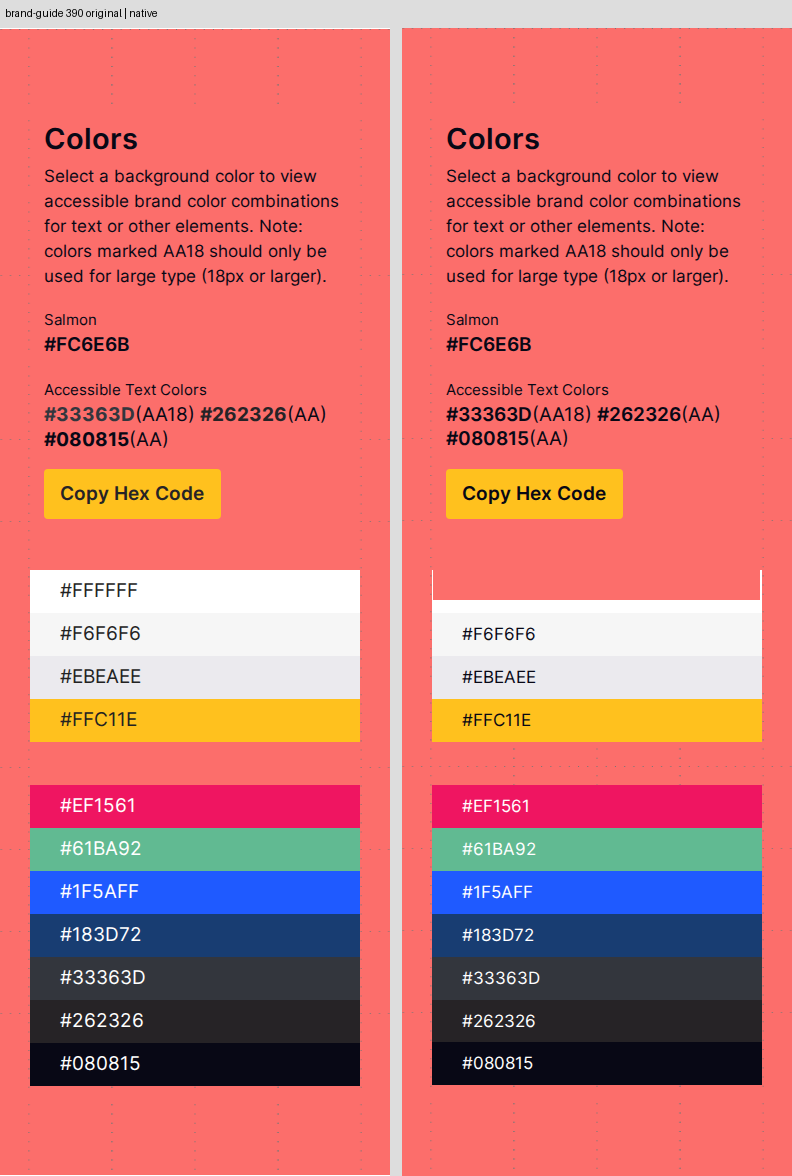 brand-guide 390 original | native
Colors
Select a background color to view
accessible brand color combinations
for text or other elements. Note:
colors marked AA18 should only be
used for large type (18px or larger).
Salmon
#FC6E6B
Accessible Text Colors
#33363D(AA18) #262326(AA)
#080815(AA)
Copy Hex Code
#FFFFFF
#F6F6F6
#EBEAEE
#FFC11E
#EF1561
#61BA92
#1F5AFF
#183D72
#33363D
#262326
#080815
Colors
Select a background color to view
accessible brand color combinations
for text or other elements. Note:
colors marked AA18 should only be
used for large type (18px or larger).
Salmon
#FC6E6B
Accessible Text Colors
#33363D(AA18) #262326(AA)
#080815(AA)
Copy Hex Code
#F6F6F6
#EBEAEE
#FFC11E
#EF1561
#61BA92
#1F5AFF
#183D72
#33363D
#262326
#080815